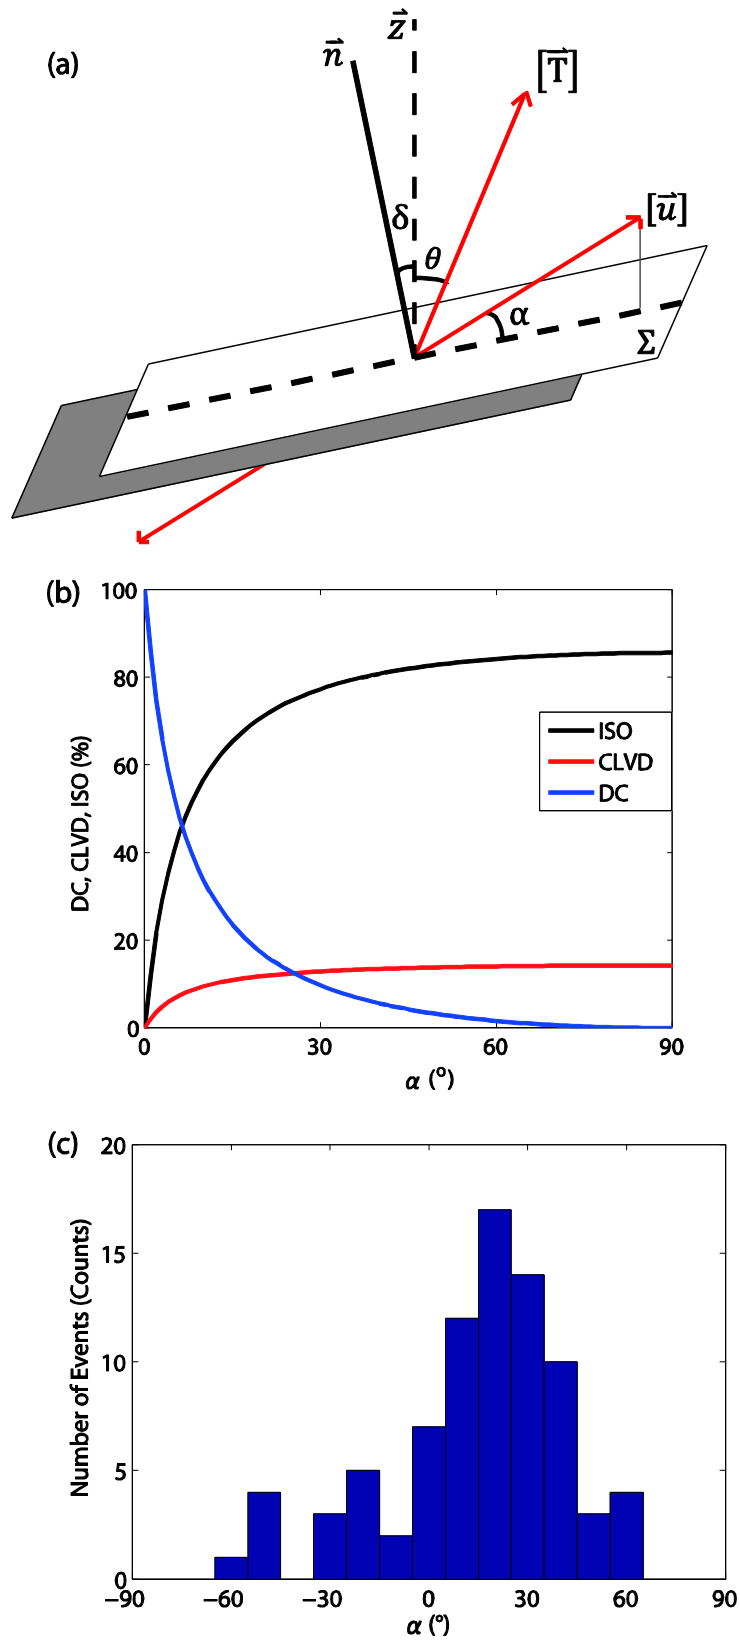 (a)
n⃗
z⃗
[T⃗]
δ
θ
[u⃗]
α
Σ
(b)
100
80
60
40
20
0
DC, CLVD, ISO (%)
ISO
CLVD
DC
0 30 60 90
α (°)
(c)
20
15
10
5
0
Number of Events (Counts)
−90 −60 −30 0 30 60 90
α (°)